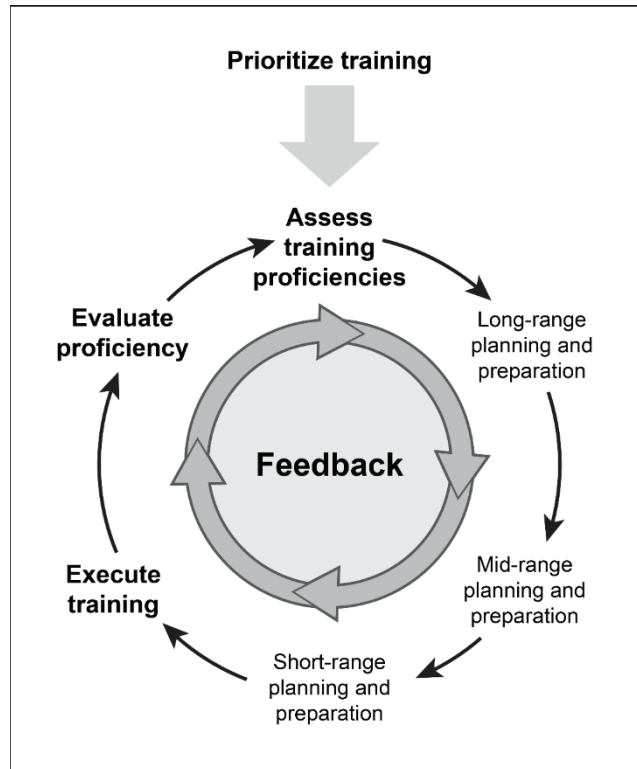 Prioritize training
Assess
training
proficiencies
Long-range
planning and
preparation
Mid-range
planning and
preparation
Short-range
planning and
preparation
Execute
training
Evaluate
proficiency
Feedback